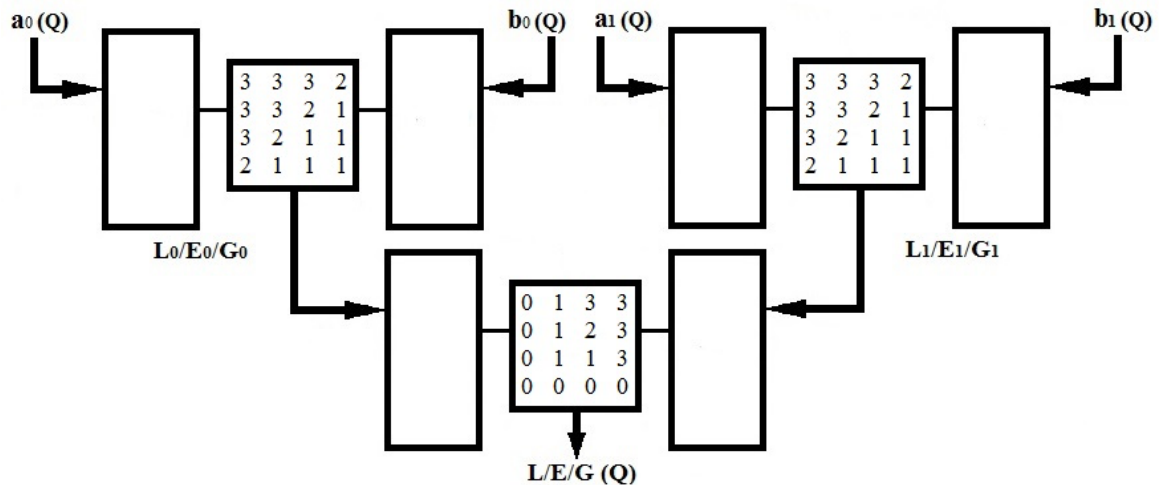 a0 (Q) b0 (Q) a1 (Q) b1 (Q)
3 3 3 2
3 3 2 1
3 2 1 1
2 1 1 1
3 3 3 2
3 3 2 1
3 2 1 1
2 1 1 1
L0/E0/G0
L1/E1/G1
0 1 3 3
0 1 2 3
0 1 1 3
0 0 0 0
L/E/G (Q)